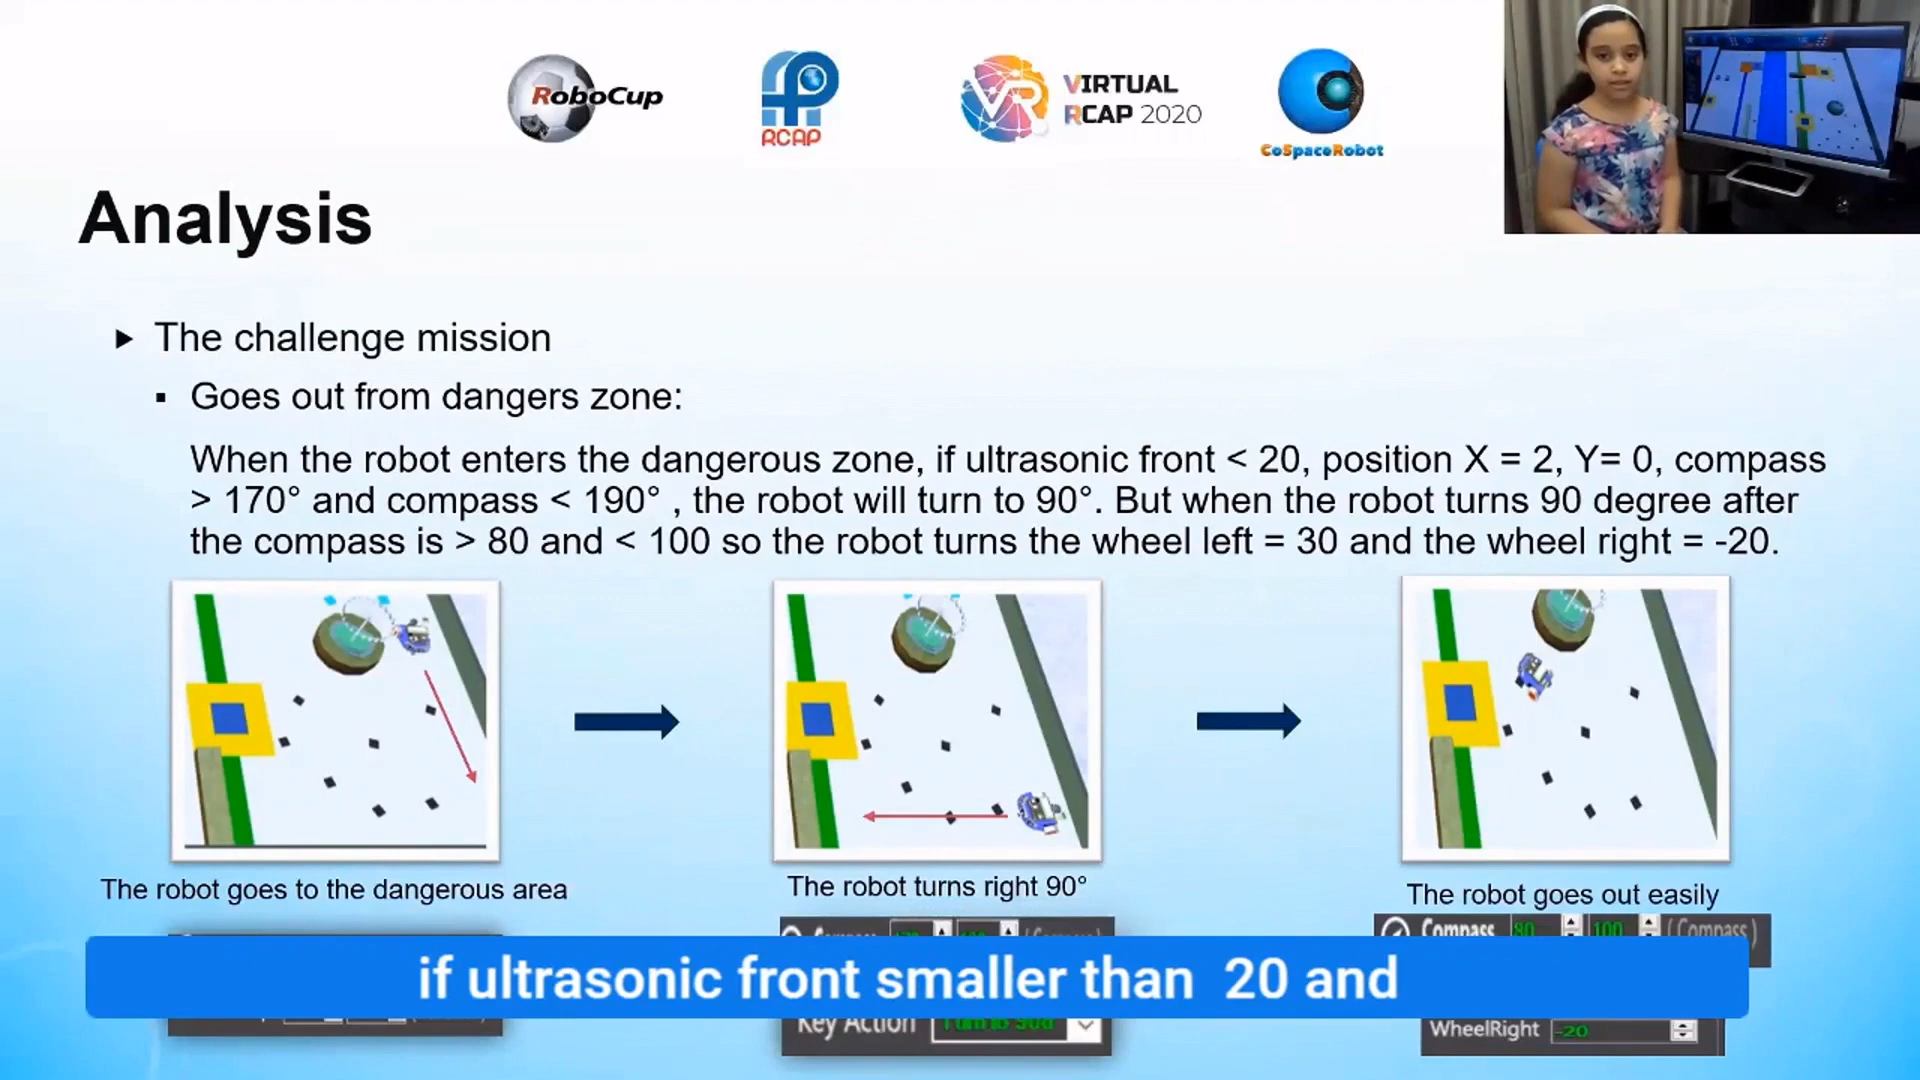 RoboCup
RCAP
VR
VIRTUAL
RCAP 2020
CoSpaceRobot
Analysis
The challenge mission
Goes out from dangers zone:
When the robot enters the dangerous zone, if ultrasonic front < 20, position X = 2, Y= 0, compass
> 170° and compass < 190° , the robot will turn to 90°. But when the robot turns 90 degree after
the compass is > 80 and < 100 so the robot turns the wheel left = 30 and the wheel right = -20.
The robot goes to the dangerous area
The robot turns right 90°
The robot goes out easily
Compass 80 100 (Compass)
if ultrasonic front smaller than 20 and
Key Action
WheelRight -20